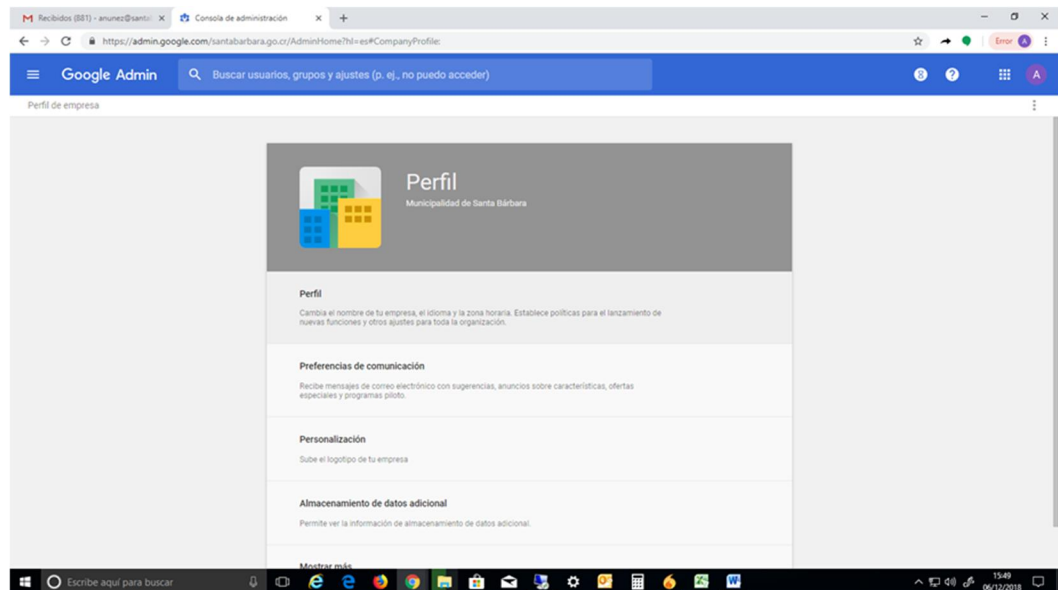 Recibidos (881) - anunez@santa
Consola de administración
https://admin.google.com/santabarbara.go.cr/AdminHome?hl=es#CompanyProfile:
Error
A
Google Admin
Buscar usuarios, grupos y ajustes (p. ej., no puedo acceder)
8
?
A
Perfil de empresa
Perfil
Municipalidad de Santa Bárbara
Perfil
Cambia el nombre de tu empresa, el idioma y la zona horaria. Establece políticas para el lanzamiento de
nuevas funciones y otros ajustes para toda la organización.
Preferencias de comunicación
Recibe mensajes de correo electrónico con sugerencias, anuncios sobre características, ofertas
especiales y programas piloto.
Personalización
Sube el logotipo de tu empresa
Almacenamiento de datos adicional
Permite ver la información de almacenamiento de datos adicional.
Mostrar más
Escribe aquí para buscar
15:49
06/12/2018